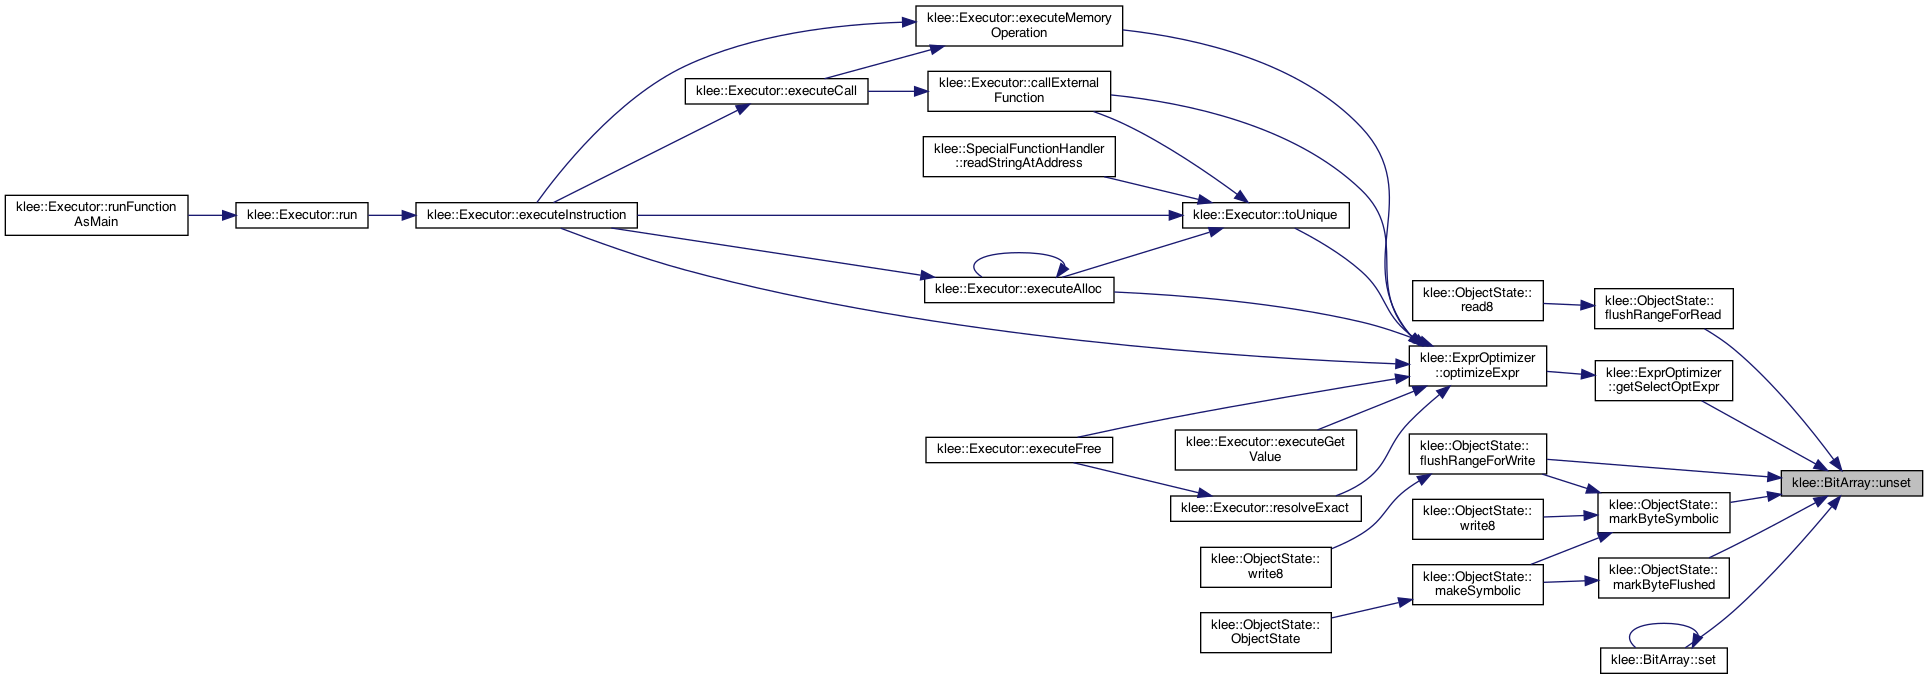 klee::Executor::executeMemory
Operation
klee::Executor::executeCall
klee::Executor::callExternal
Function
klee::SpecialFunctionHandler
::readStringAtAddress
klee::Executor::runFunction
AsMain
klee::Executor::run
klee::Executor::executeInstruction
klee::Executor::toUnique
klee::Executor::executeAlloc
klee::ObjectState::
read8
klee::ObjectState::
flushRangeForRead
klee::ExprOptimizer
::optimizeExpr
klee::ExprOptimizer
::getSelectOptExpr
klee::Executor::executeFree
klee::Executor::executeGet
Value
klee::ObjectState::
flushRangeForWrite
klee::BitArray::unset
klee::Executor::resolveExact
klee::ObjectState::
write8
klee::ObjectState::
markByteSymbolic
klee::ObjectState::
write8
klee::ObjectState::
makeSymbolic
klee::ObjectState::
markByteFlushed
klee::ObjectState::
ObjectState
klee::BitArray::set